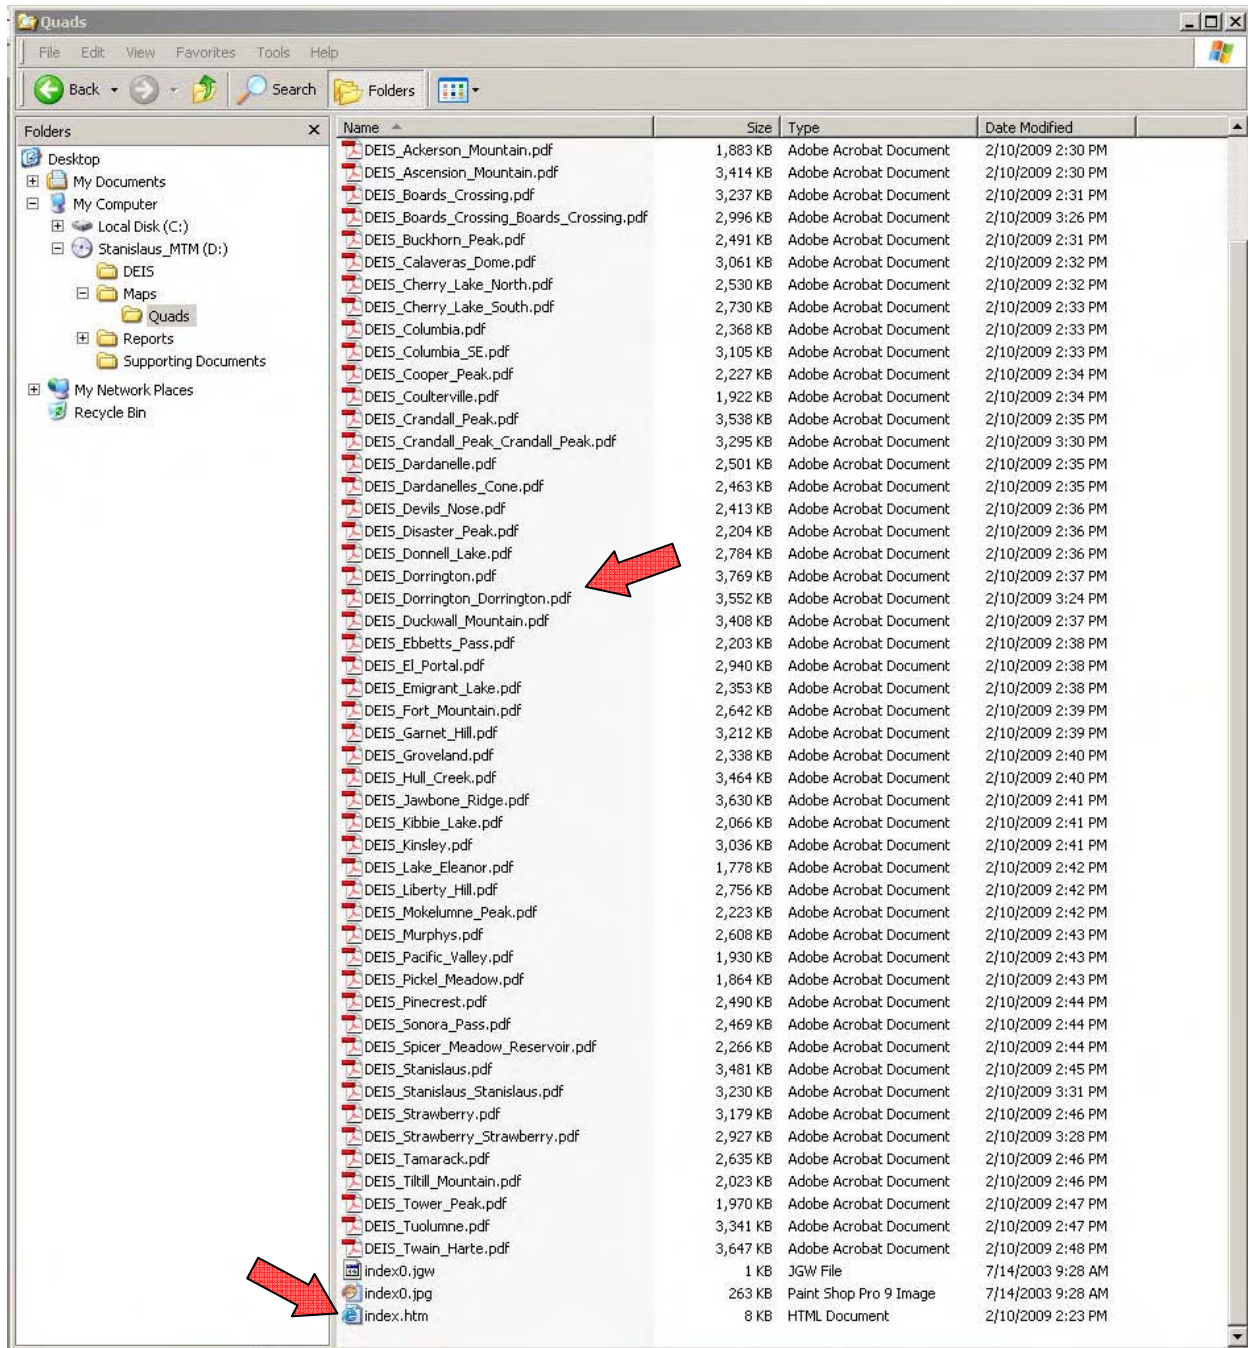 Quads
File Edit View Favorites Tools Help
Back Search Folders
Folders
Desktop
My Documents
My Computer
Local Disk (C:)
Stanislaus_MTM (D:)
DEIS
Maps
Quads
Reports
Supporting Documents
My Network Places
Recycle Bin
Name Size Type Date Modified
DEIS_Ackerson_Mountain.pdf 1,883 KB Adobe Acrobat Document 2/10/2009 2:30 PM
DEIS_Ascension_Mountain.pdf 3,414 KB Adobe Acrobat Document 2/10/2009 2:30 PM
DEIS_Boards_Crossing.pdf 3,237 KB Adobe Acrobat Document 2/10/2009 2:31 PM
DEIS_Boards_Crossing_Boards_Crossing.pdf 2,996 KB Adobe Acrobat Document 2/10/2009 3:26 PM
DEIS_Buckhorn_Peak.pdf 2,491 KB Adobe Acrobat Document 2/10/2009 2:31 PM
DEIS_Calaveras_Dome.pdf 3,061 KB Adobe Acrobat Document 2/10/2009 2:32 PM
DEIS_Cherry_Lake_North.pdf 2,530 KB Adobe Acrobat Document 2/10/2009 2:32 PM
DEIS_Cherry_Lake_South.pdf 2,730 KB Adobe Acrobat Document 2/10/2009 2:33 PM
DEIS_Columbia.pdf 2,368 KB Adobe Acrobat Document 2/10/2009 2:33 PM
DEIS_Columbia_SE.pdf 3,105 KB Adobe Acrobat Document 2/10/2009 2:33 PM
DEIS_Cooper_Peak.pdf 2,227 KB Adobe Acrobat Document 2/10/2009 2:34 PM
DEIS_Coulterville.pdf 1,922 KB Adobe Acrobat Document 2/10/2009 2:34 PM
DEIS_Crandall_Peak.pdf 3,538 KB Adobe Acrobat Document 2/10/2009 2:35 PM
DEIS_Crandall_Peak_Crandall_Peak.pdf 3,295 KB Adobe Acrobat Document 2/10/2009 3:30 PM
DEIS_Dardanelle.pdf 2,501 KB Adobe Acrobat Document 2/10/2009 2:35 PM
DEIS_Dardanelles_Cone.pdf 2,463 KB Adobe Acrobat Document 2/10/2009 2:35 PM
DEIS_Devils_Nose.pdf 2,413 KB Adobe Acrobat Document 2/10/2009 2:36 PM
DEIS_Disaster_Peak.pdf 2,204 KB Adobe Acrobat Document 2/10/2009 2:36 PM
DEIS_Donnell_Lake.pdf 2,784 KB Adobe Acrobat Document 2/10/2009 2:36 PM
DEIS_Dorrington.pdf 3,769 KB Adobe Acrobat Document 2/10/2009 2:37 PM
DEIS_Dorrington_Dorrington.pdf 3,552 KB Adobe Acrobat Document 2/10/2009 3:24 PM
DEIS_Duckwall_Mountain.pdf 3,408 KB Adobe Acrobat Document 2/10/2009 2:37 PM
DEIS_Ebbetts_Pass.pdf 2,203 KB Adobe Acrobat Document 2/10/2009 2:38 PM
DEIS_El_Portal.pdf 2,940 KB Adobe Acrobat Document 2/10/2009 2:38 PM
DEIS_Emigrant_Lake.pdf 2,353 KB Adobe Acrobat Document 2/10/2009 2:38 PM
DEIS_Fort_Mountain.pdf 2,642 KB Adobe Acrobat Document 2/10/2009 2:39 PM
DEIS_Garnet_Hill.pdf 3,212 KB Adobe Acrobat Document 2/10/2009 2:39 PM
DEIS_Groveland.pdf 2,338 KB Adobe Acrobat Document 2/10/2009 2:40 PM
DEIS_Hull_Creek.pdf 3,464 KB Adobe Acrobat Document 2/10/2009 2:40 PM
DEIS_Jawbone_Ridge.pdf 3,630 KB Adobe Acrobat Document 2/10/2009 2:41 PM
DEIS_Kibbie_Lake.pdf 2,066 KB Adobe Acrobat Document 2/10/2009 2:41 PM
DEIS_Kinsley.pdf 3,036 KB Adobe Acrobat Document 2/10/2009 2:41 PM
DEIS_Lake_Eleanor.pdf 1,778 KB Adobe Acrobat Document 2/10/2009 2:42 PM
DEIS_Liberty_Hill.pdf 2,756 KB Adobe Acrobat Document 2/10/2009 2:42 PM
DEIS_Mokelumne_Peak.pdf 2,223 KB Adobe Acrobat Document 2/10/2009 2:42 PM
DEIS_Murphys.pdf 2,608 KB Adobe Acrobat Document 2/10/2009 2:43 PM
DEIS_Pacific_Valley.pdf 1,930 KB Adobe Acrobat Document 2/10/2009 2:43 PM
DEIS_Pickel_Meadow.pdf 1,864 KB Adobe Acrobat Document 2/10/2009 2:43 PM
DEIS_Pinecrest.pdf 2,490 KB Adobe Acrobat Document 2/10/2009 2:44 PM
DEIS_Sonora_Pass.pdf 2,469 KB Adobe Acrobat Document 2/10/2009 2:44 PM
DEIS_Spicer_Meadow_Reservoir.pdf 2,266 KB Adobe Acrobat Document 2/10/2009 2:44 PM
DEIS_Stanislaus.pdf 3,481 KB Adobe Acrobat Document 2/10/2009 2:45 PM
DEIS_Stanislaus_Stanislaus.pdf 3,230 KB Adobe Acrobat Document 2/10/2009 3:31 PM
DEIS_Strawberry.pdf 3,179 KB Adobe Acrobat Document 2/10/2009 2:46 PM
DEIS_Strawberry_Strawberry.pdf 2,927 KB Adobe Acrobat Document 2/10/2009 3:28 PM
DEIS_Tamarack.pdf 2,635 KB Adobe Acrobat Document 2/10/2009 2:46 PM
DEIS_Tiltill_Mountain.pdf 2,023 KB Adobe Acrobat Document 2/10/2009 2:46 PM
DEIS_Tower_Peak.pdf 1,970 KB Adobe Acrobat Document 2/10/2009 2:47 PM
DEIS_Tuolumne.pdf 3,341 KB Adobe Acrobat Document 2/10/2009 2:47 PM
DEIS_Twain_Harte.pdf 3,647 KB Adobe Acrobat Document 2/10/2009 2:48 PM
index0.jgw 1 KB JGW File 7/14/2003 9:28 AM
index0.jpg 263 KB Paint Shop Pro 9 Image 7/14/2003 9:28 AM
index.htm 8 KB HTML Document 2/10/2009 2:23 PM